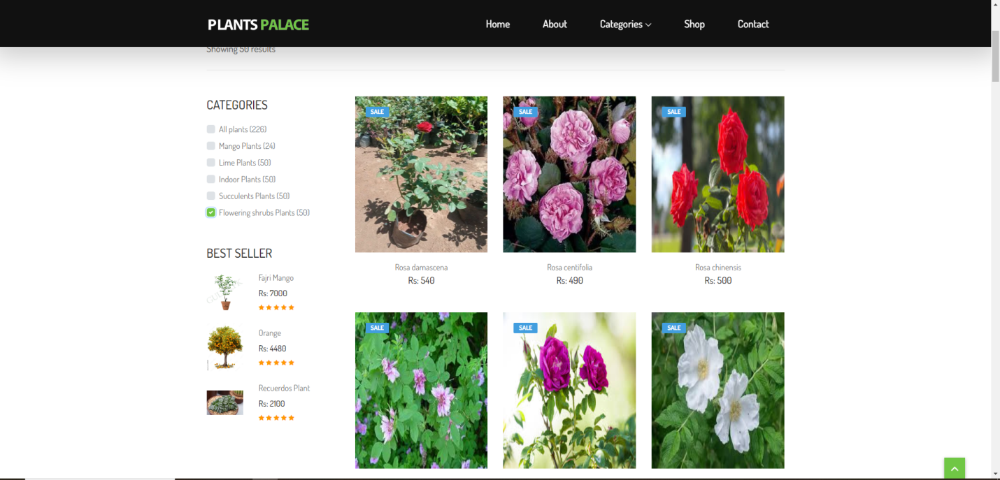 PLANTS PALACE
Home About Categories Shop Contact
Showing 50 results
CATEGORIES
All plants (226)
Mango Plants (24)
Lime Plants (50)
Indoor Plants (50)
Succulents Plants (50)
Flowering shrubs Plants (50)
BEST SELLER
Fajri Mango
Rs: 7000
Orange
Rs: 4480
Recuerdos Plant
Rs: 2100
SALE SALE SALE
Rosa damascena Rosa centifolia Rosa chinensis
Rs: 540 Rs: 490 Rs: 500
SALE SALE SALE